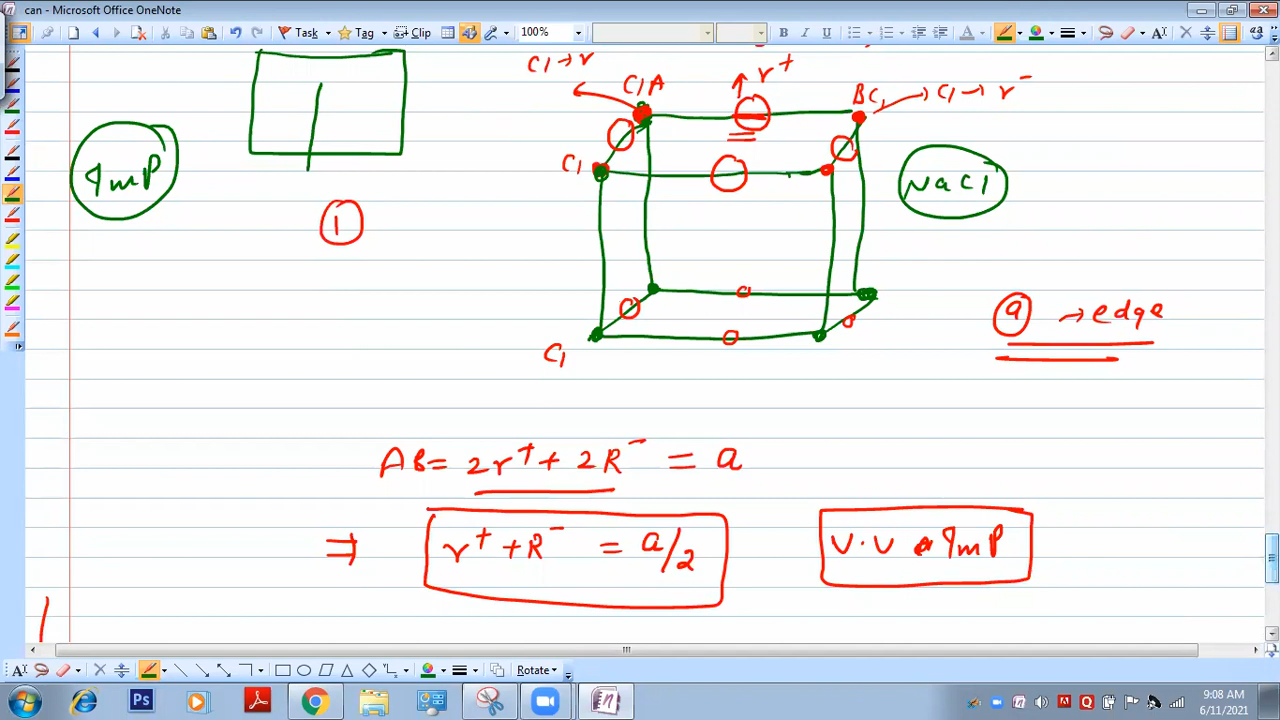 can - Microsoft Office OneNote
Task
Tag
Clip
100%
Cl → r
r+
Cl A
B Cl
→ Cl → r⁻
ImP
Cl
NaCl
1
a → edge
Cl
AB = 2r⁺ + 2R⁻ = a
⇒ r⁺ + R⁻ = a/2
V.V ImP
Rotate
9:08 AM
6/11/2021